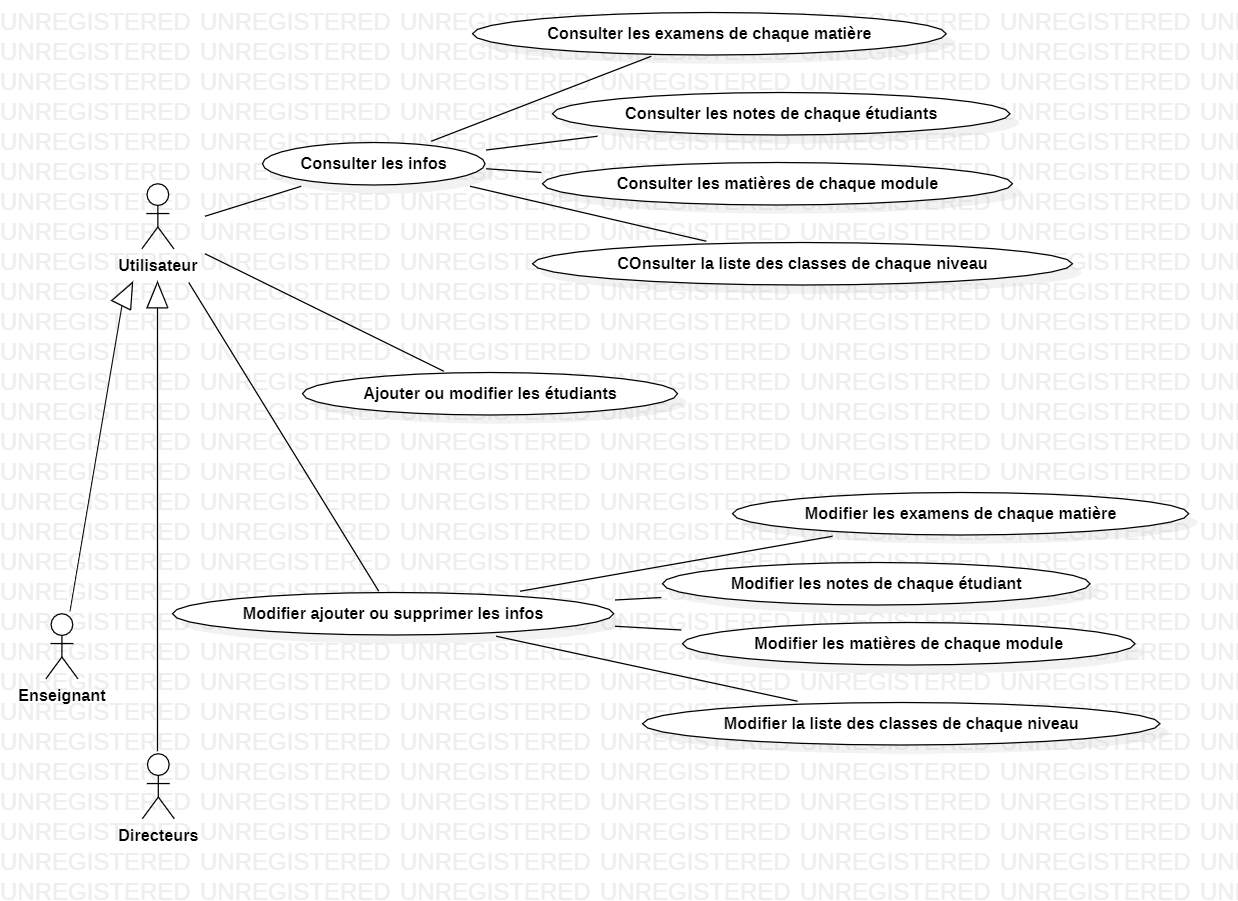 Consulter les examens de chaque matière
Consulter les notes de chaque étudiants
Consulter les infos
Consulter les matières de chaque module
Utilisateur
COnsulter la liste des classes de chaque niveau
Ajouter ou modifier les étudiants
Modifier les examens de chaque matière
Modifier les notes de chaque étudiant
Modifier ajouter ou supprimer les infos
Modifier les matières de chaque module
Enseignant
Modifier la liste des classes de chaque niveau
Directeurs
UNREGISTERED